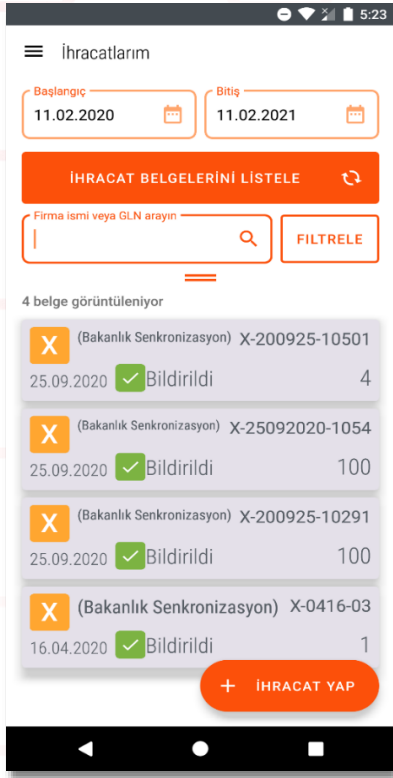 5:23
İhracatlarım
Başlangıç
Bitiş
11.02.2020
11.02.2021
İHRACAT BELGELERİNİ LİSTELE
Firma ismi veya GLN arayın
FILTRELE
4 belge görüntüleniyor
X (Bakanlık Senkronizasyon) X-200925-10501
25.09.2020 Bildirildi 4
X (Bakanlık Senkronizasyon) X-25092020-1054
25.09.2020 Bildirildi 100
X (Bakanlık Senkronizasyon) X-200925-10291
25.09.2020 Bildirildi 100
X (Bakanlık Senkronizasyon) X-0416-03
16.04.2020 Bildirildi 1
+ İHRACAT YAP